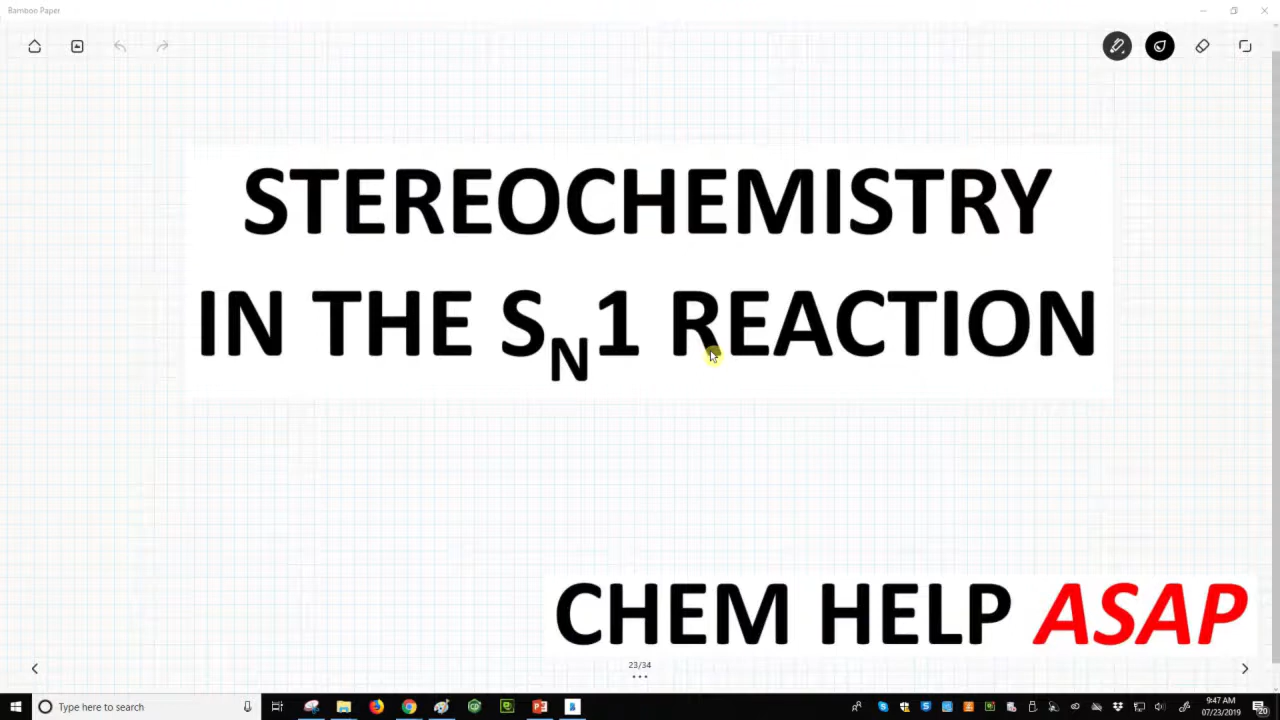 Bamboo Paper
STEREOCHEMISTRY
IN THE SN1 REACTION
CHEM HELP ASAP
23/34
Type here to search
9:47 AM
07/23/2019
20